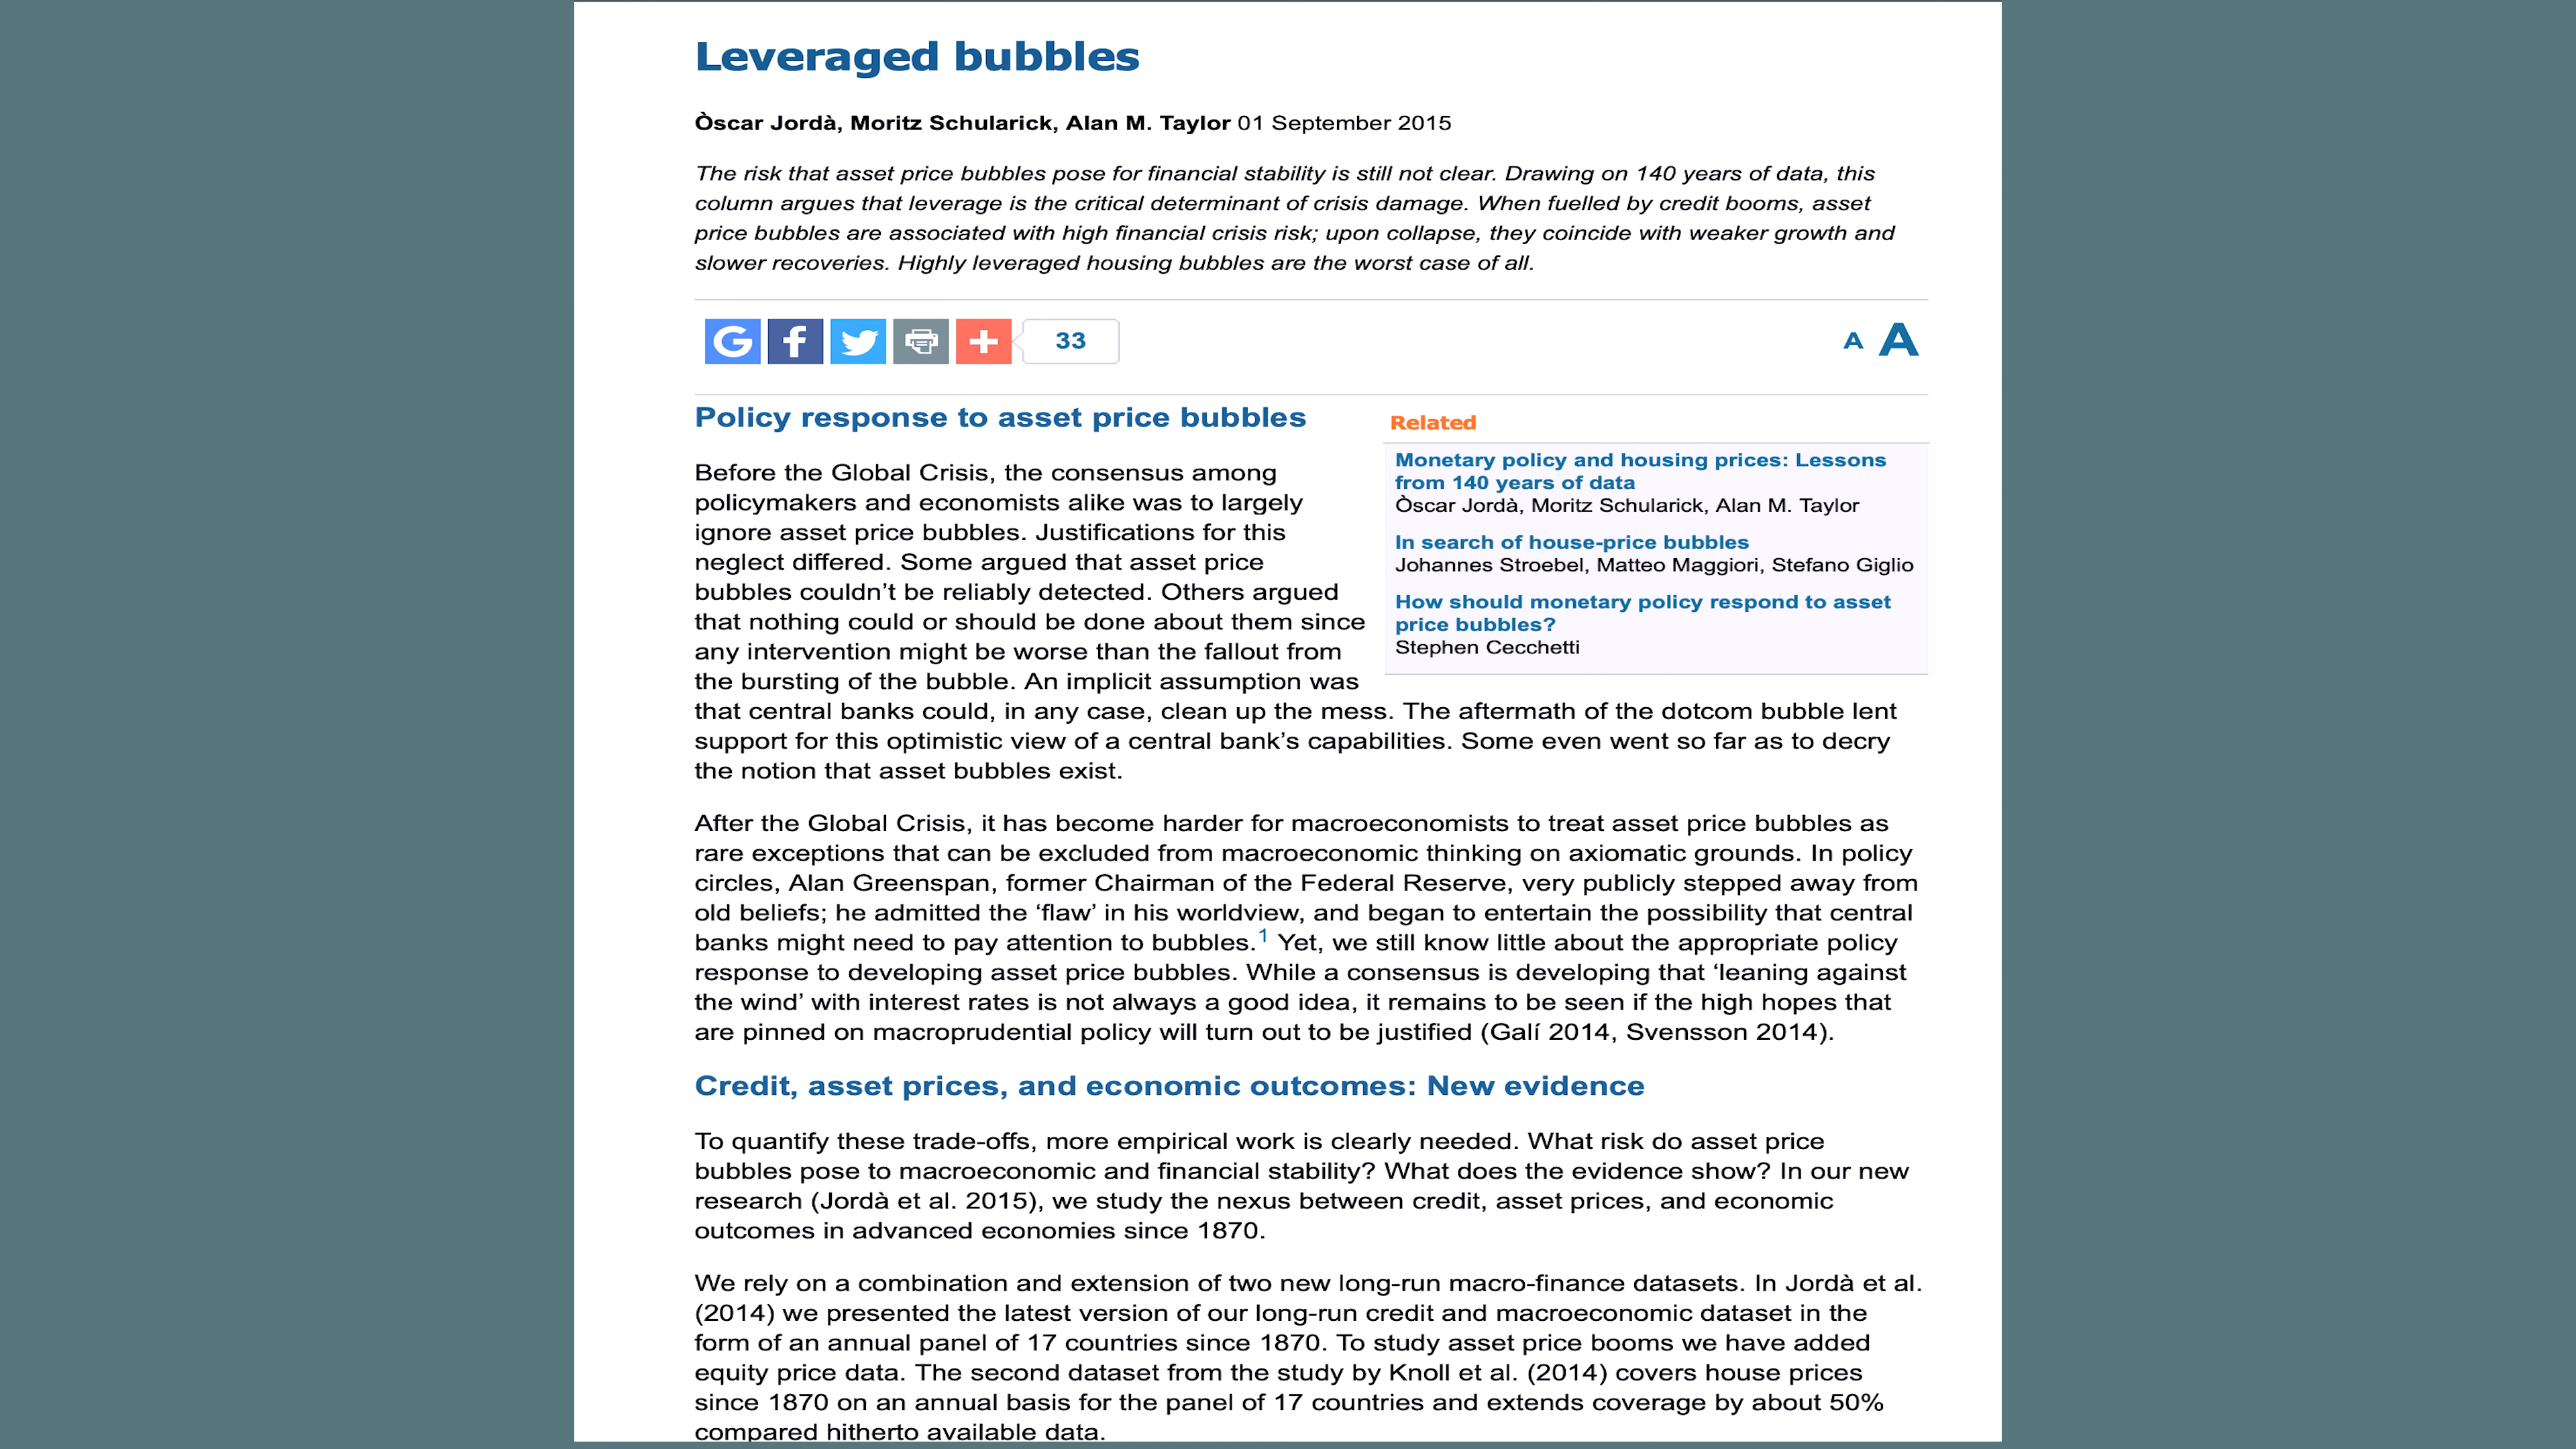 Leveraged bubbles
Òscar Jordà, Moritz Schularick, Alan M. Taylor 01 September 2015
The risk that asset price bubbles pose for financial stability is still not clear. Drawing on 140 years of data, this
column argues that leverage is the critical determinant of crisis damage. When fuelled by credit booms, asset
price bubbles are associated with high financial crisis risk; upon collapse, they coincide with weaker growth and
slower recoveries. Highly leveraged housing bubbles are the worst case of all.
G f + 33
A A
Policy response to asset price bubbles
Before the Global Crisis, the consensus among
policymakers and economists alike was to largely
ignore asset price bubbles. Justifications for this
neglect differed. Some argued that asset price
bubbles couldn’t be reliably detected. Others argued
that nothing could or should be done about them since
any intervention might be worse than the fallout from
the bursting of the bubble. An implicit assumption was
that central banks could, in any case, clean up the mess. The aftermath of the dotcom bubble lent
support for this optimistic view of a central bank’s capabilities. Some even went so far as to decry
the notion that asset bubbles exist.
Related
Monetary policy and housing prices: Lessons
from 140 years of data
Òscar Jordà, Moritz Schularick, Alan M. Taylor
In search of house-price bubbles
Johannes Stroebel, Matteo Maggiori, Stefano Giglio
How should monetary policy respond to asset
price bubbles?
Stephen Cecchetti
After the Global Crisis, it has become harder for macroeconomists to treat asset price bubbles as
rare exceptions that can be excluded from macroeconomic thinking on axiomatic grounds. In policy
circles, Alan Greenspan, former Chairman of the Federal Reserve, very publicly stepped away from
old beliefs; he admitted the ‘flaw’ in his worldview, and began to entertain the possibility that central
banks might need to pay attention to bubbles.1 Yet, we still know little about the appropriate policy
response to developing asset price bubbles. While a consensus is developing that ‘leaning against
the wind’ with interest rates is not always a good idea, it remains to be seen if the high hopes that
are pinned on macroprudential policy will turn out to be justified (Galí 2014, Svensson 2014).
Credit, asset prices, and economic outcomes: New evidence
To quantify these trade-offs, more empirical work is clearly needed. What risk do asset price
bubbles pose to macroeconomic and financial stability? What does the evidence show? In our new
research (Jordà et al. 2015), we study the nexus between credit, asset prices, and economic
outcomes in advanced economies since 1870.
We rely on a combination and extension of two new long-run macro-finance datasets. In Jordà et al.
(2014) we presented the latest version of our long-run credit and macroeconomic dataset in the
form of an annual panel of 17 countries since 1870. To study asset price booms we have added
equity price data. The second dataset from the study by Knoll et al. (2014) covers house prices
since 1870 on an annual basis for the panel of 17 countries and extends coverage by about 50%
compared hitherto available data.